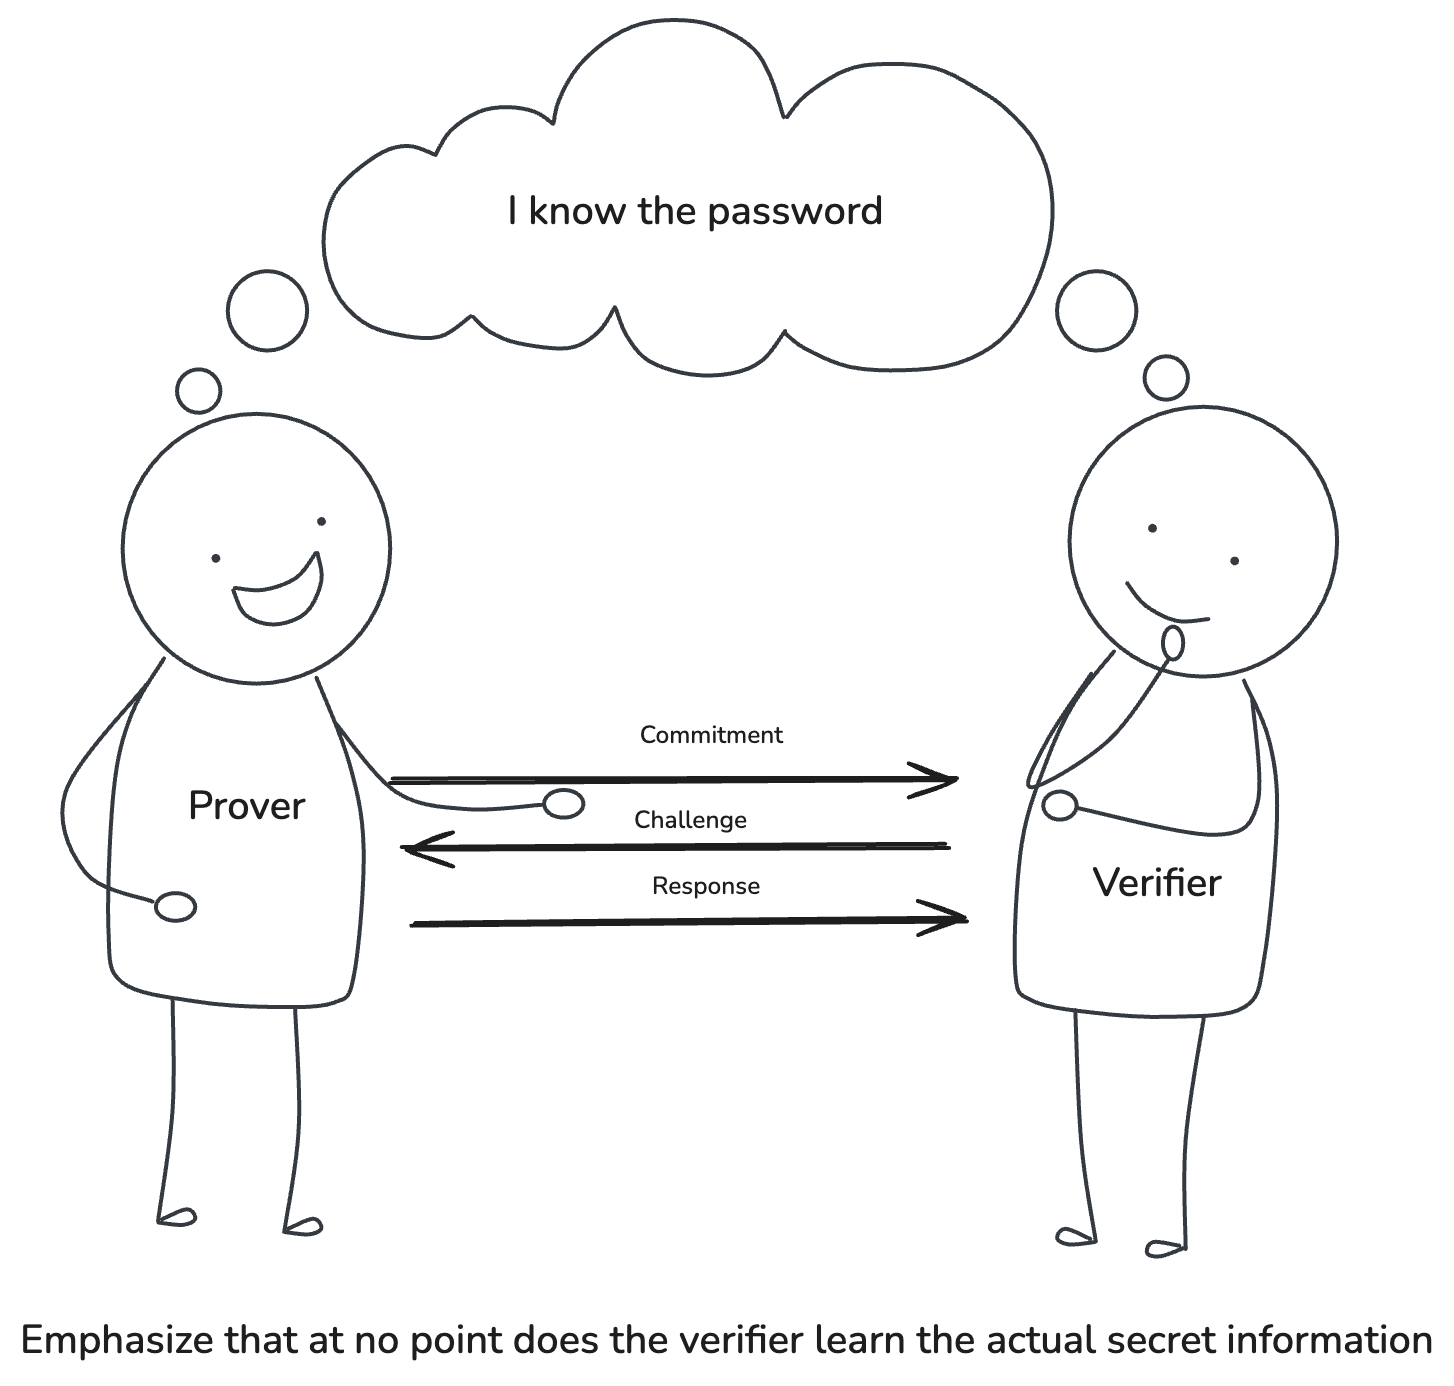 I know the password
Commitment
Prover
Challenge
Response
Verifier
Emphasize that at no point does the verifier learn the actual secret information